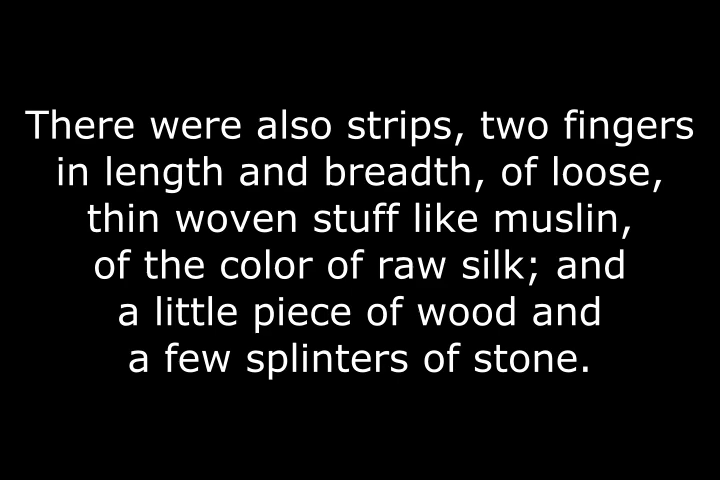 There were also strips, two fingers
in length and breadth, of loose,
thin woven stuff like muslin,
of the color of raw silk; and
a little piece of wood and
a few splinters of stone.